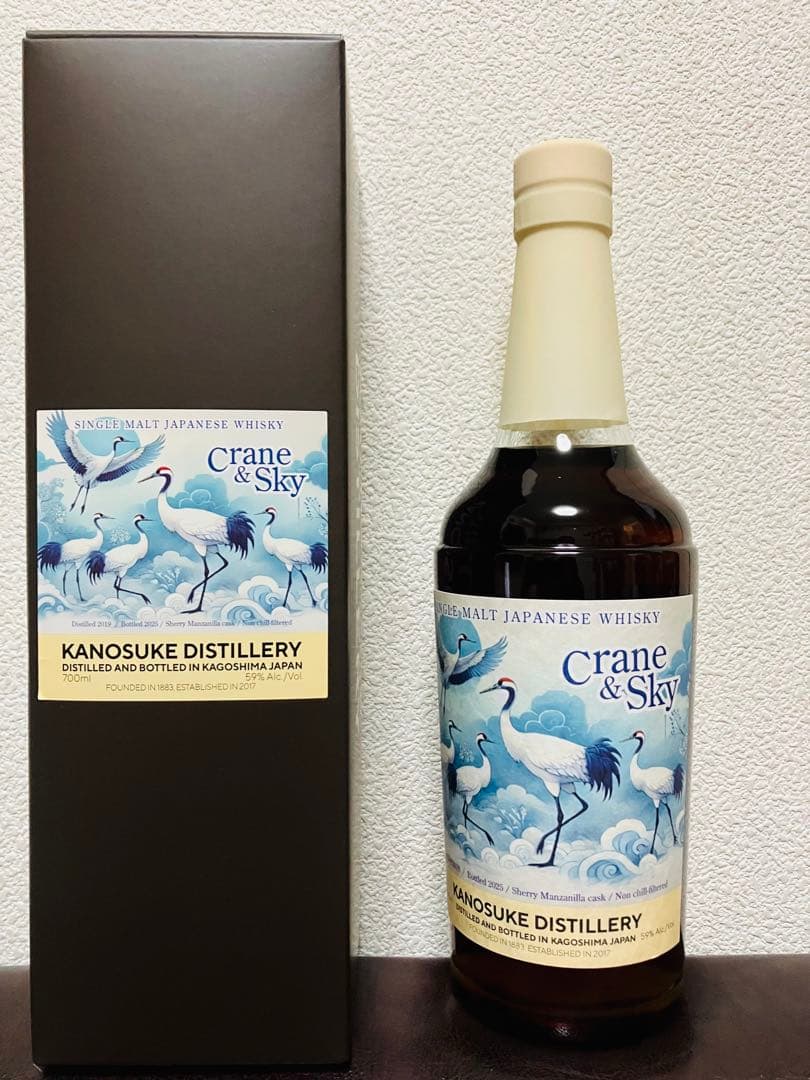 SINGLE MALT JAPANESE WHISKY
Crane
& Sky
Distilled 2019 / Bottled 2025 / Sherry Manzanilla cask / Non chill-filtered
KANOSUKE DISTILLERY
DISTILLED AND BOTTLED IN KAGOSHIMA JAPAN
700ml 59% Alc./Vol.
FOUNDED IN 1883, ESTABLISHED IN 2017
SINGLE MALT JAPANESE WHISKY
Crane
& Sky
/ Bottled 2025 / Sherry Manzanilla cask / Non chill-filtered
KANOSUKE DISTILLERY
DISTILLED AND BOTTLED IN KAGOSHIMA JAPAN 59% Alc./Vol.
FOUNDED IN 1883, ESTABLISHED IN 2017